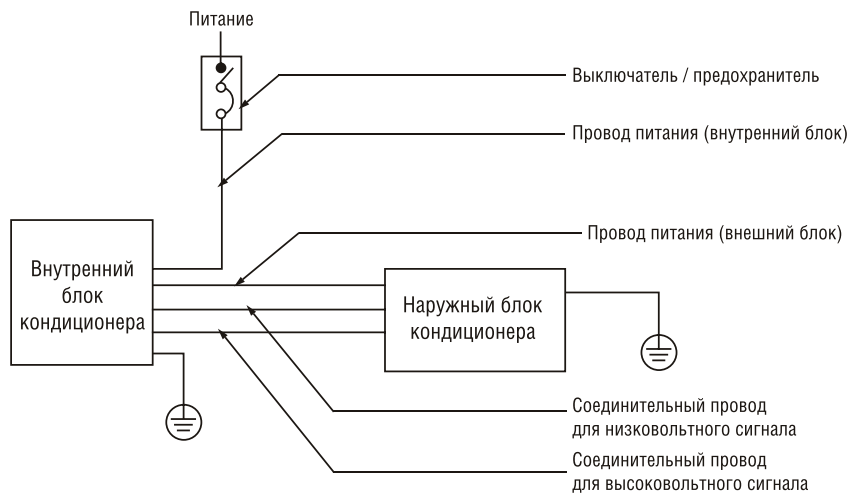 Питание
Выключатель / предохранитель
Провод питания (внутренний блок)
Провод питания (внешний блок)
Внутренний
блок
кондиционера
Наружный блок
кондиционера
Соединительный провод
для низковольтного сигнала
Соединительный провод
для высоковольтного сигнала